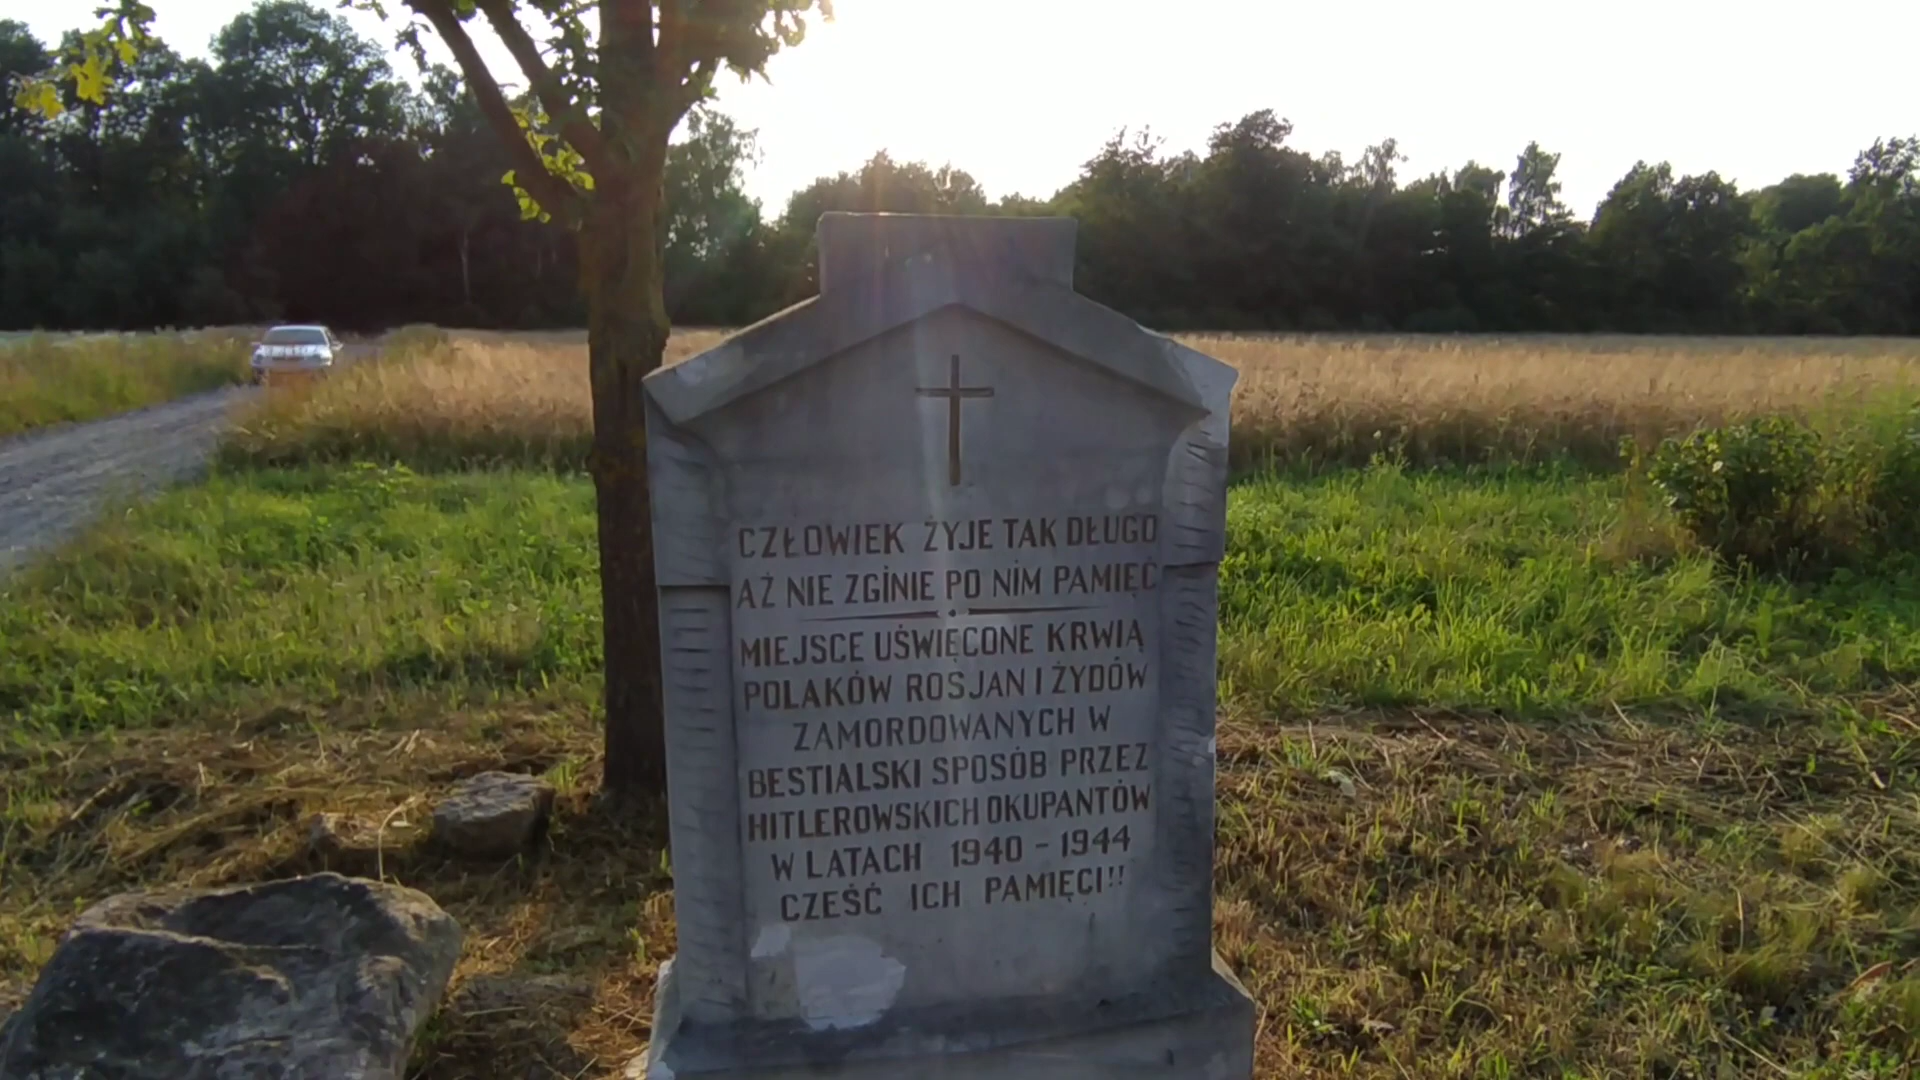 CZŁOWIEK ŻYJE TAK DŁUGO
AŻ NIE ZGINIE PO NIM PAMIĘĆ
MIEJSCE UŚWIĘCONE KRWIĄ
POLAKÓW ROSJAN I ŻYDÓW
ZAMORDOWANYCH W
BESTIALSKI SPOSÓB PRZEZ
HITLEROWSKICH OKUPANTÓW
W LATACH 1940 - 1944
CZEŚĆ ICH PAMIĘCI!!